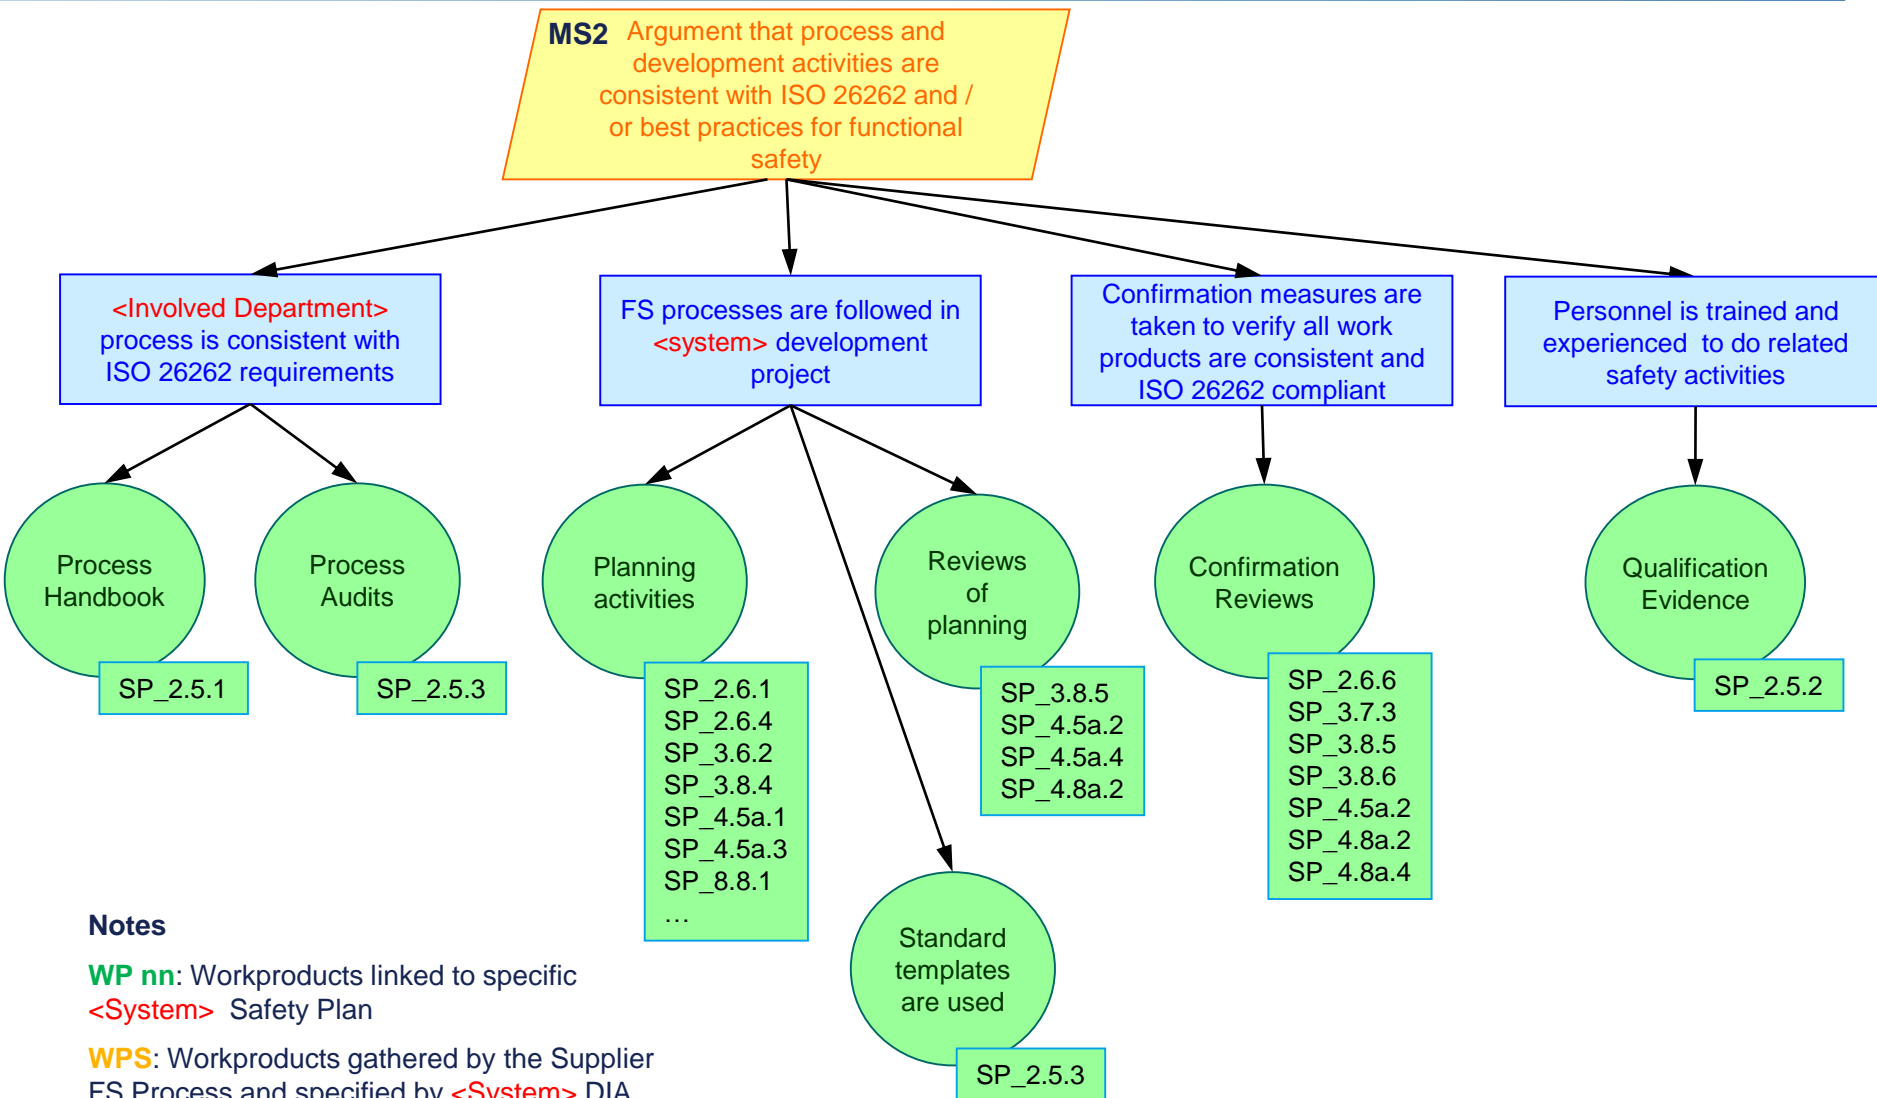 MS2 Argument that process and
development activities are
consistent with ISO 26262 and /
or best practices for functional
safety
<Involved Department>
process is consistent with
ISO 26262 requirements
FS processes are followed in
<system> development
project
Confirmation measures are
taken to verify all work
products are consistent and
ISO 26262 compliant
Personnel is trained and
experienced to do related
safety activities
Process
Handbook
SP_2.5.1
Process
Audits
SP_2.5.3
Planning
activities
SP_2.6.1
SP_2.6.4
SP_3.6.2
SP_3.8.4
SP_4.5a.1
SP_4.5a.3
SP_8.8.1
…
Reviews
of
planning
SP_3.8.5
SP_4.5a.2
SP_4.5a.4
SP_4.8a.2
Confirmation
Reviews
SP_2.6.6
SP_3.7.3
SP_3.8.5
SP_3.8.6
SP_4.5a.2
SP_4.8a.2
SP_4.8a.4
Qualification
Evidence
SP_2.5.2
Standard
templates
are used
SP_2.5.3
Notes
WP nn: Workproducts linked to specific
<System> Safety Plan
WPS: Workproducts gathered by the Supplier
FS Process and specified by <System> DIA